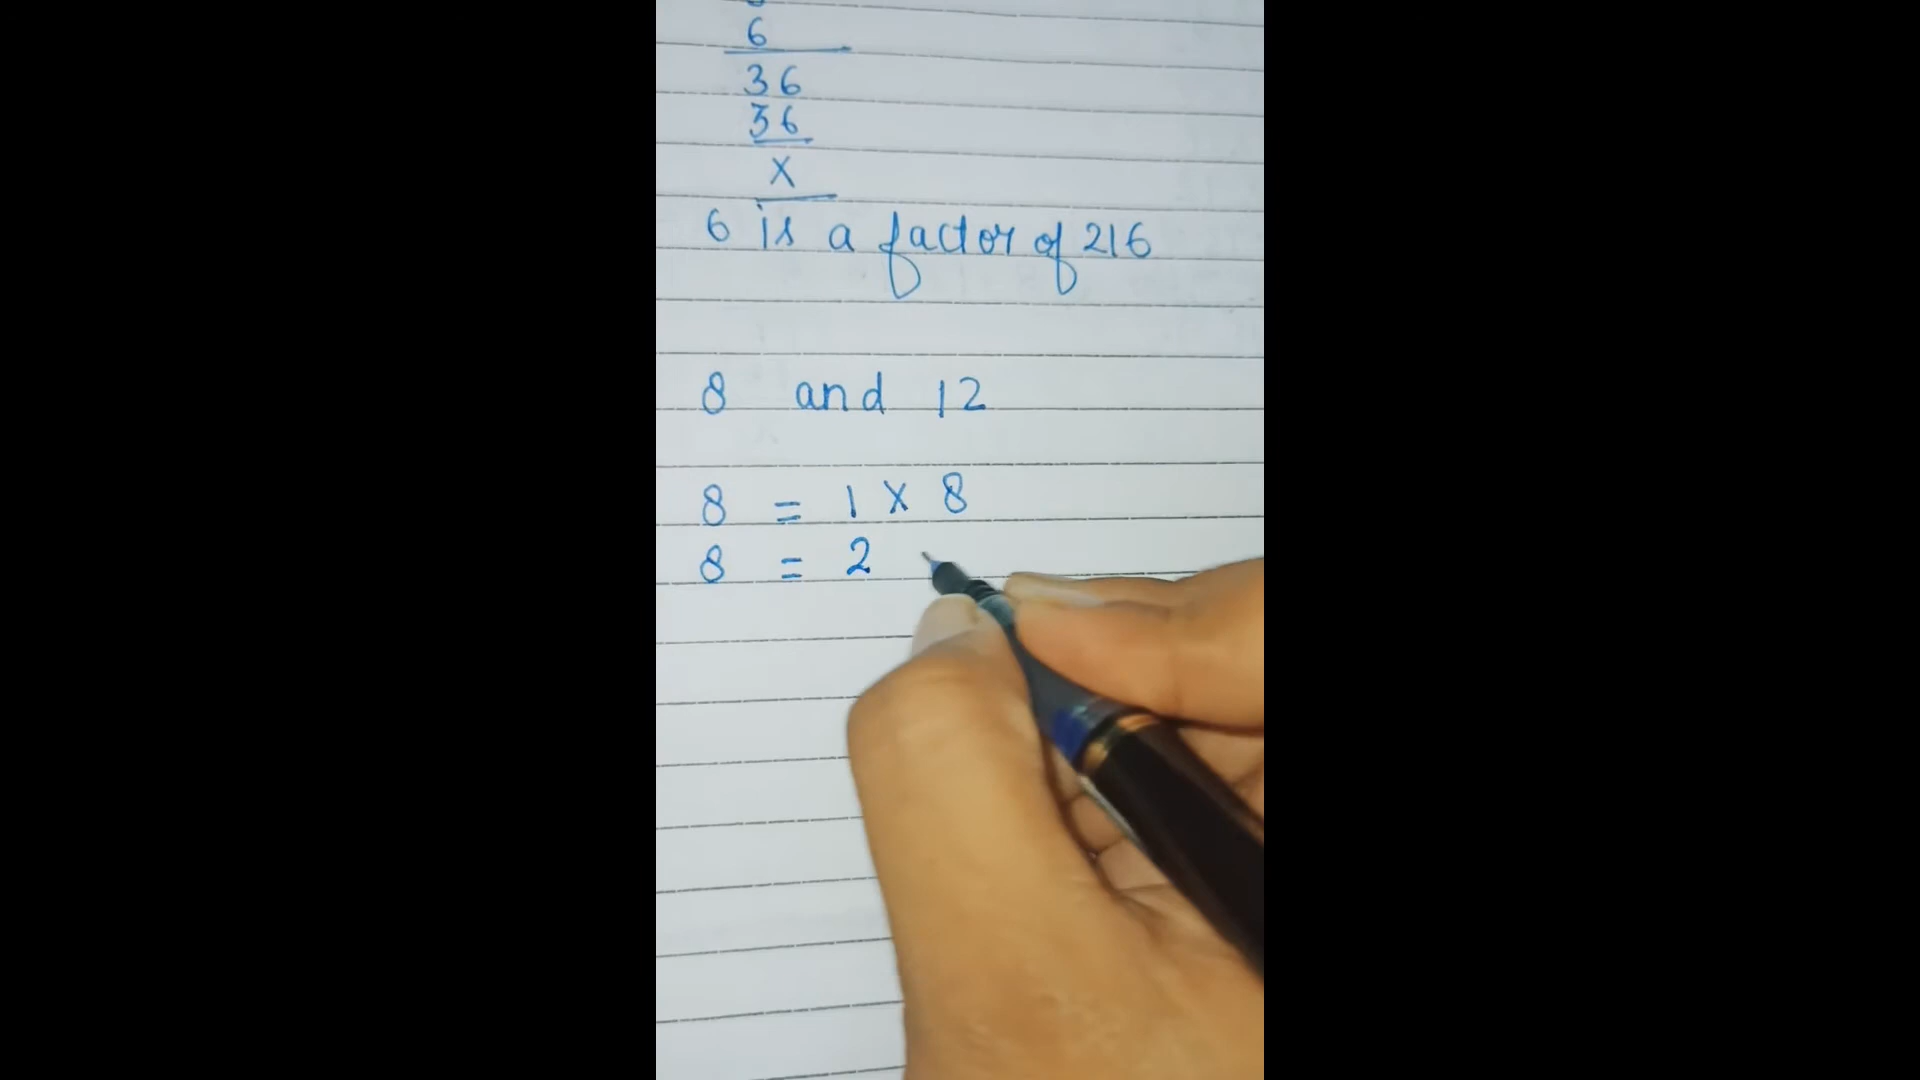 6
36
36
X
6 is a factor of 216
8 and 12
8 = 1 X 8
8 = 2